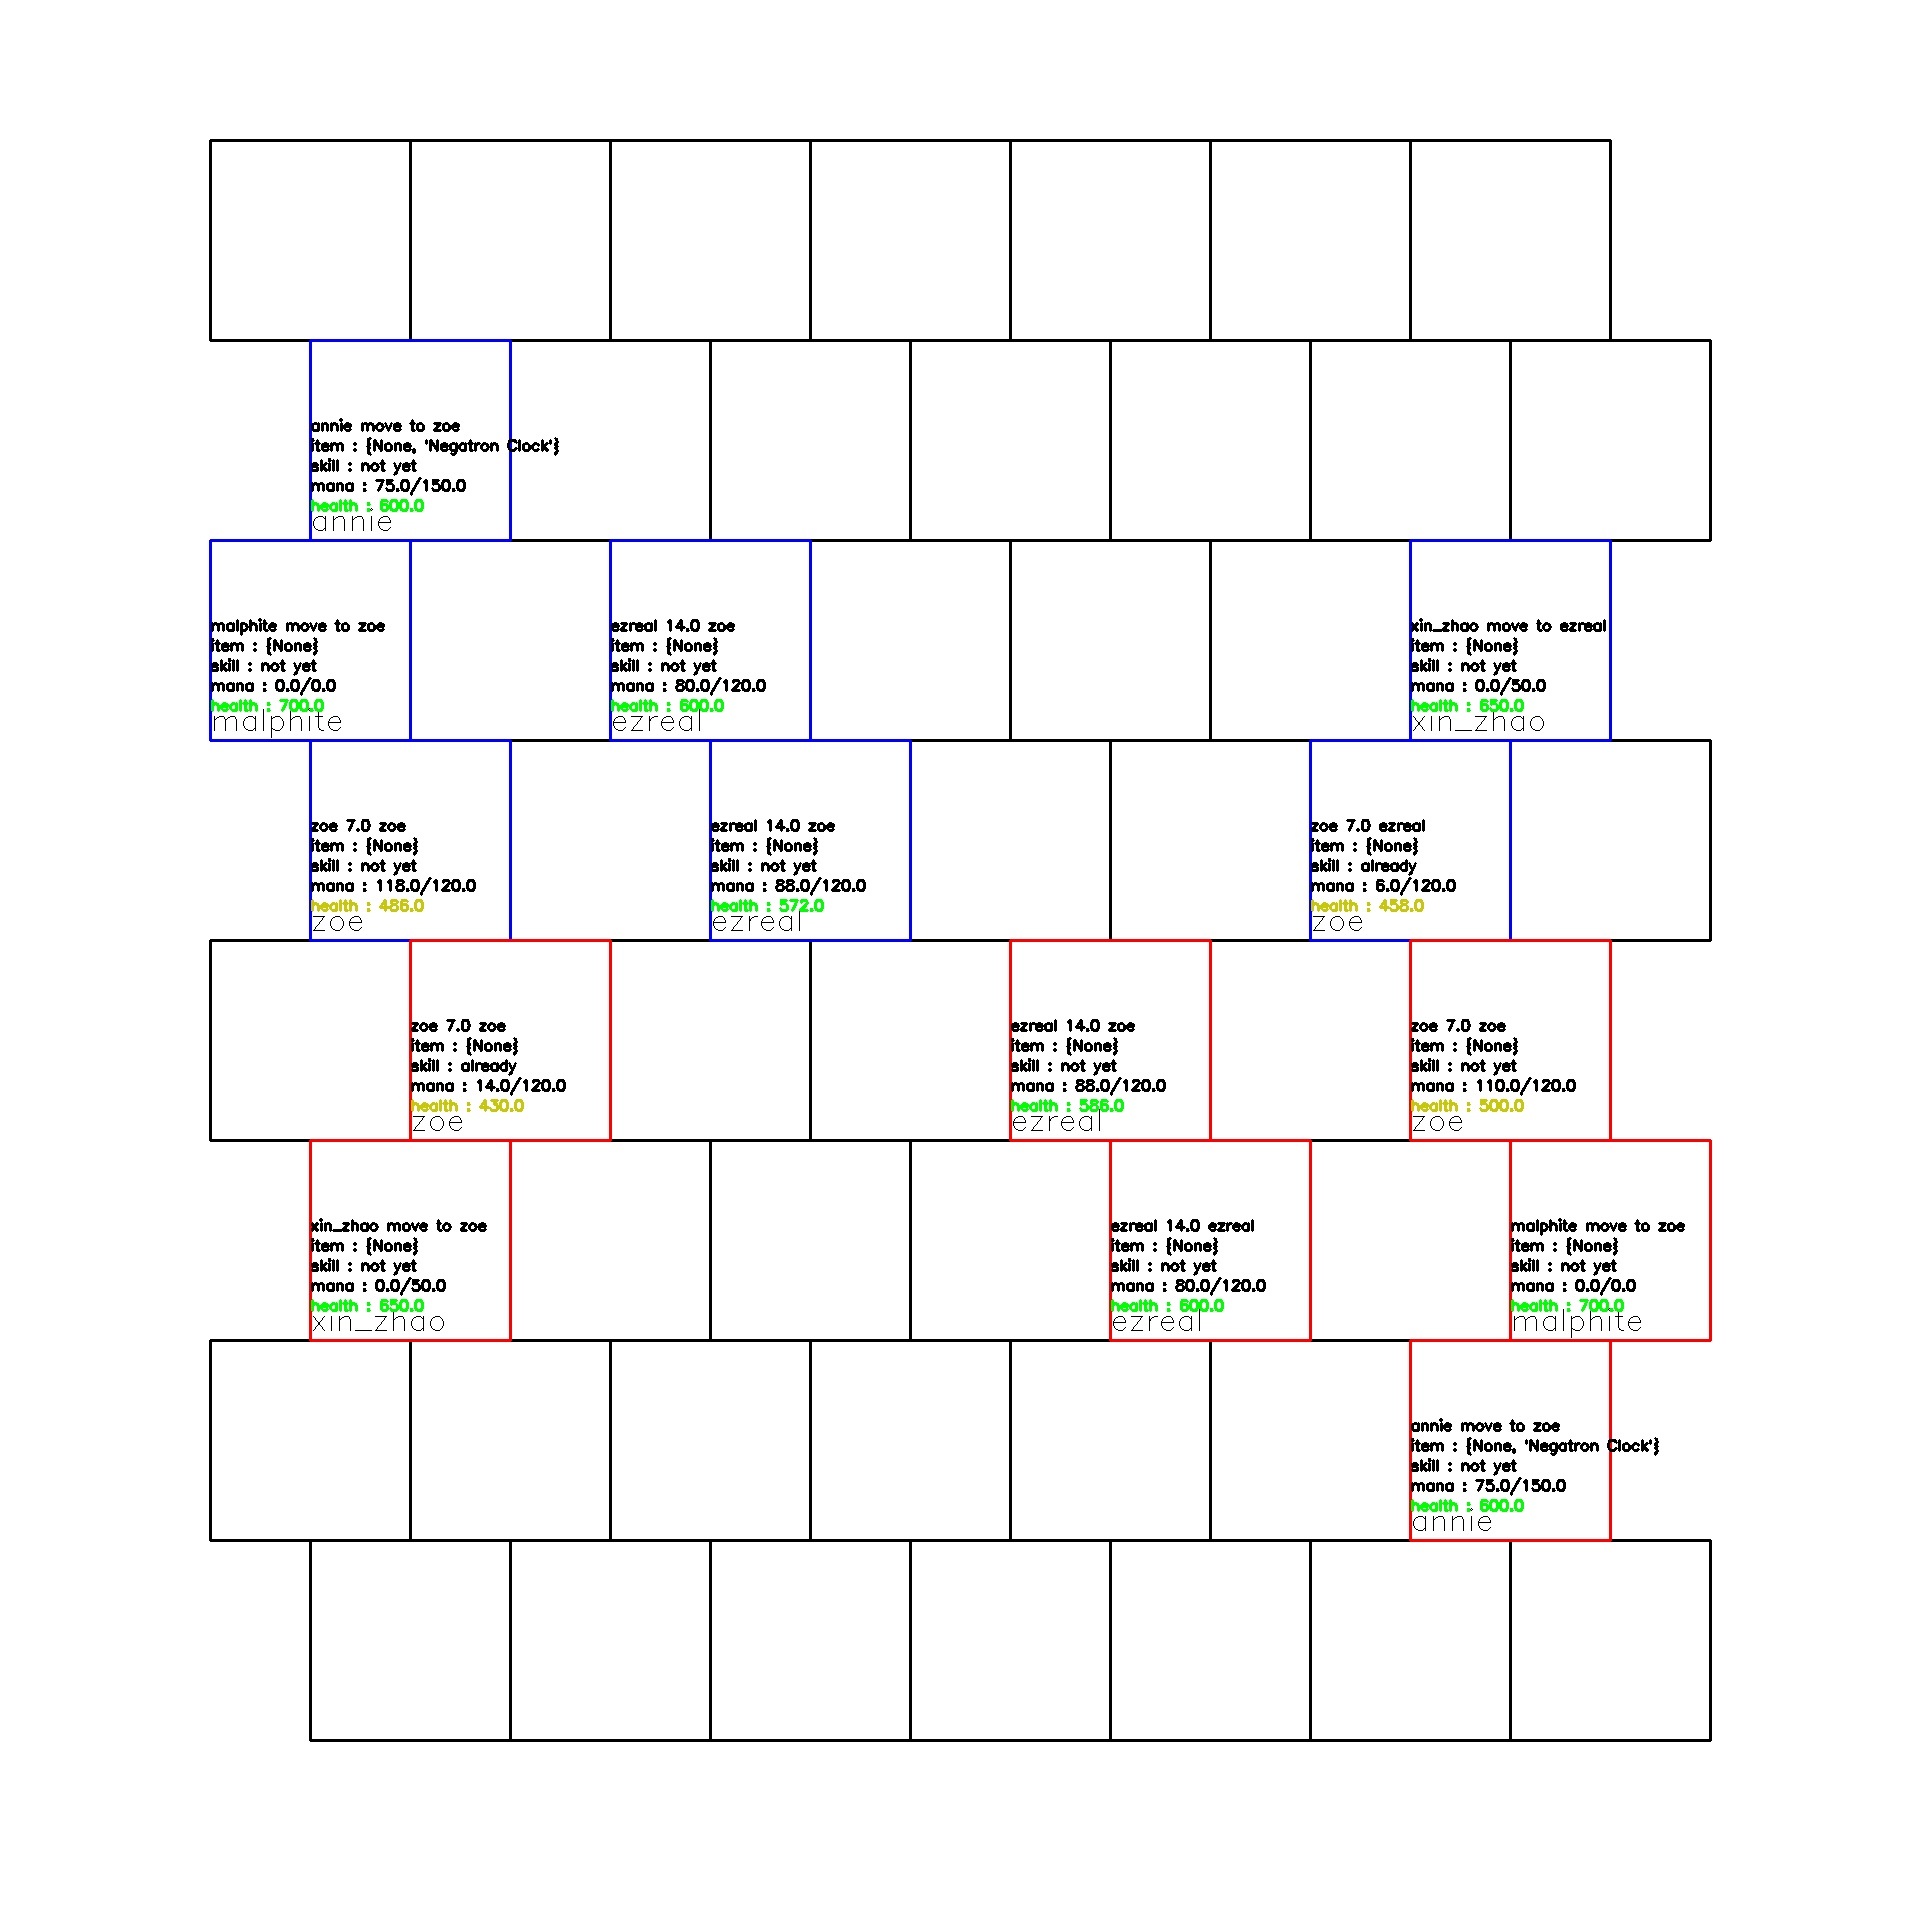 annie move to zoe
item : {None, 'Negatron Clock'}
skill : not yet
mana : 75.0/150.0
health : 600.0
annie
malphite move to zoe
item : {None}
skill : not yet
mana : 0.0/0.0
health : 700.0
malphite
ezreal 14.0 zoe
item : {None}
skill : not yet
mana : 80.0/120.0
health : 600.0
ezreal
xin_zhao move to ezreal
item : {None}
skill : not yet
mana : 0.0/50.0
health : 650.0
xin_zhao
zoe 7.0 zoe
item : {None}
skill : not yet
mana : 118.0/120.0
health : 486.0
zoe
ezreal 14.0 zoe
item : {None}
skill : not yet
mana : 88.0/120.0
health : 572.0
ezreal
zoe 7.0 ezreal
item : {None}
skill : already
mana : 6.0/120.0
health : 458.0
zoe
zoe 7.0 zoe
item : {None}
skill : already
mana : 14.0/120.0
health : 430.0
zoe
ezreal 14.0 zoe
item : {None}
skill : not yet
mana : 88.0/120.0
health : 586.0
ezreal
zoe 7.0 zoe
item : {None}
skill : not yet
mana : 110.0/120.0
health : 500.0
zoe
xin_zhao move to zoe
item : {None}
skill : not yet
mana : 0.0/50.0
health : 650.0
xin_zhao
ezreal 14.0 ezreal
item : {None}
skill : not yet
mana : 80.0/120.0
health : 600.0
ezreal
malphite move to zoe
item : {None}
skill : not yet
mana : 0.0/0.0
health : 700.0
malphite
annie move to zoe
item : {None, 'Negatron Clock'}
skill : not yet
mana : 75.0/150.0
health : 600.0
annie